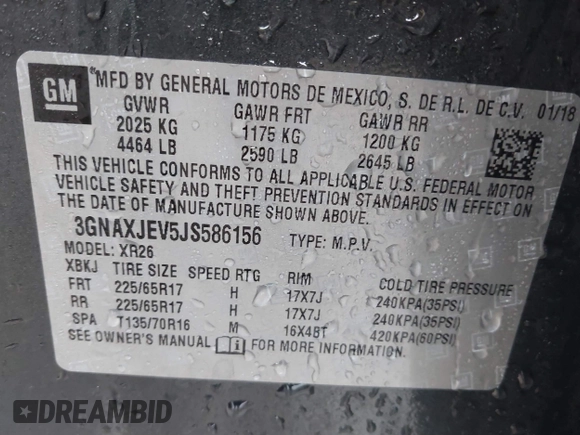 GM
MFD BY GENERAL MOTORS DE MEXICO, S. DE R.L. DE C.V. 01/18
GVWR GAWR FRT GAWR RR
2025 KG 1175 KG 1200 KG
4464 LB 2590 LB 2645 LB
THIS VEHICLE CONFORMS TO ALL APPLICABLE U.S. FEDERAL MOTOR
VEHICLE SAFETY AND THEFT PREVENTION STANDARDS IN EFFECT ON
THE DATE OF MANUFACTURE SHOWN ABOVE.
3GNAXJEV5JS586156 TYPE: M.P.V.
MODEL: XR26
XBKJ TIRE SIZE SPEED RTG RIM COLD TIRE PRESSURE
FRT 225/65R17 H 17X7J 240KPA(35PSI)
RR 225/65R17 H 17X7J 240KPA(35PSI)
SPA T135/70R16 M 16X4BT 420KPA(60PSI)
SEE OWNER'S MANUAL FOR MORE INFORMATION.
DREAMBID